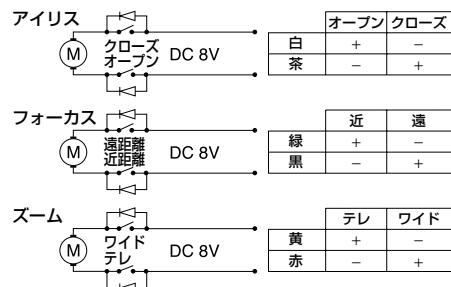 アイリス
オープン クローズ
M クローズ DC 8V 白 + −
オープン 茶 − +
フォーカス
近 遠
M 遠距離 DC 8V 緑 + −
近距離 黒 − +
ズーム
テレ ワイド
M ワイド DC 8V 黄 + −
テレ 赤 − +